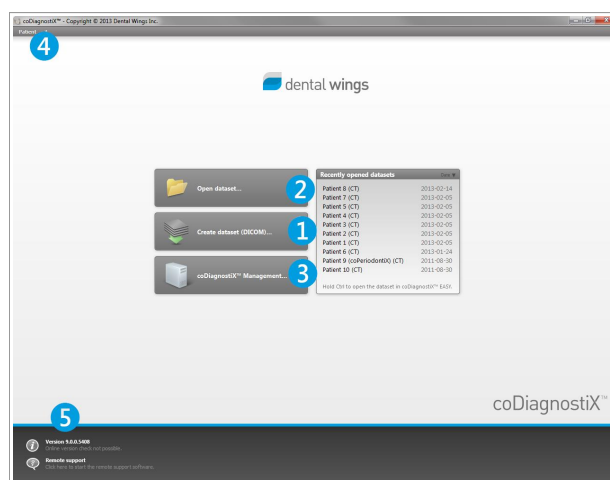 coDiagnostiX™ - Copyright © 2013 Dental Wings Inc.
Patient
4
dental wings
Open dataset...
2
Create dataset (DICOM)...
1
coDiagnostiX™ Management...
3
Recently opened datasets
Patient 8 (CT) 2013-02-14
Patient 7 (CT) 2013-02-05
Patient 5 (CT) 2013-02-05
Patient 4 (CT) 2013-02-05
Patient 3 (CT) 2013-02-05
Patient 2 (CT) 2013-02-05
Patient 1 (CT) 2013-02-05
Patient 6 (CT) 2013-01-24
Patient 9 (coPeriodontiX) (CT) 2011-08-30
Patient 10 (CT) 2011-08-30
Hold Ctrl to open the dataset in coDiagnostiX™ EASY.
coDiagnostiX™
5
Version 9.0.0.5408
Online version check not possible.
Remote support
Click here to start the remote support software.